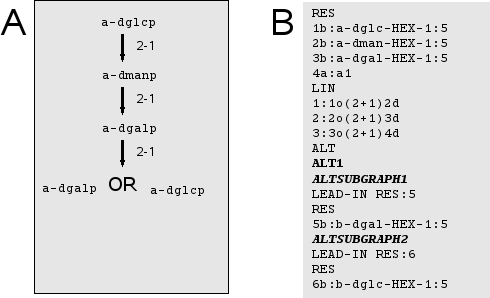 A
a-dglcp
2-1
a-dmanp
2-1
a-dgalp
2-1
a-dgalp OR a-dglcp
B
RES
1b:a-dglc-HEX-1:5
2b:a-dman-HEX-1:5
3b:a-dgal-HEX-1:5
4a:a1
LIN
1:1o(2+1)2d
2:2o(2+1)3d
3:3o(2+1)4d
ALT
ALT1
ALTSUBGRAPH1
LEAD-IN RES:5
RES
5b:b-dgal-HEX-1:5
ALTSUBGRAPH2
LEAD-IN RES:6
RES
6b:b-dglc-HEX-1:5